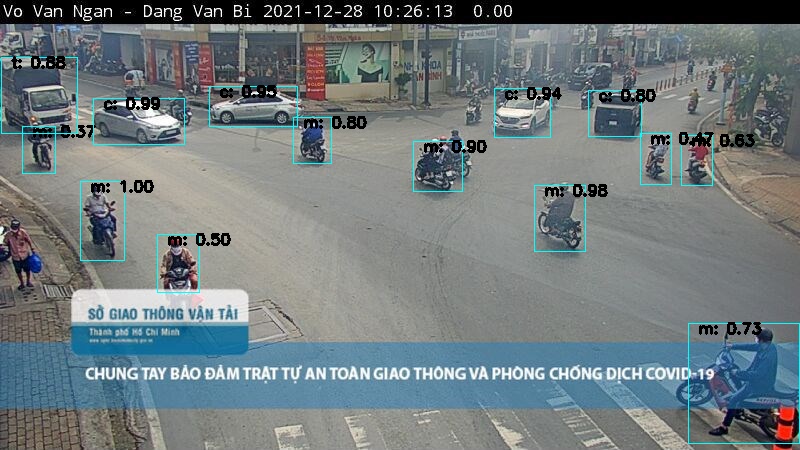 Vo Van Ngan - Dang Van Bi 2021-12-28 10:26:13 0.00
t: 0.88
c: 0.99
c: 0.95
c: 0.94
c: 0.80
m: 0.37
m: 0.80
m: 0.90
m: 0.47
m: 0.63
m: 1.00
m: 0.98
m: 0.50
SỞ GIAO THÔNG VẬN TẢI
Thành phố Hồ Chí Minh
m: 0.73
CHUNG TAY BẢO ĐẢM TRẬT TỰ AN TOÀN GIAO THÔNG VÀ PHÒNG CHỐNG DỊCH COVID-19